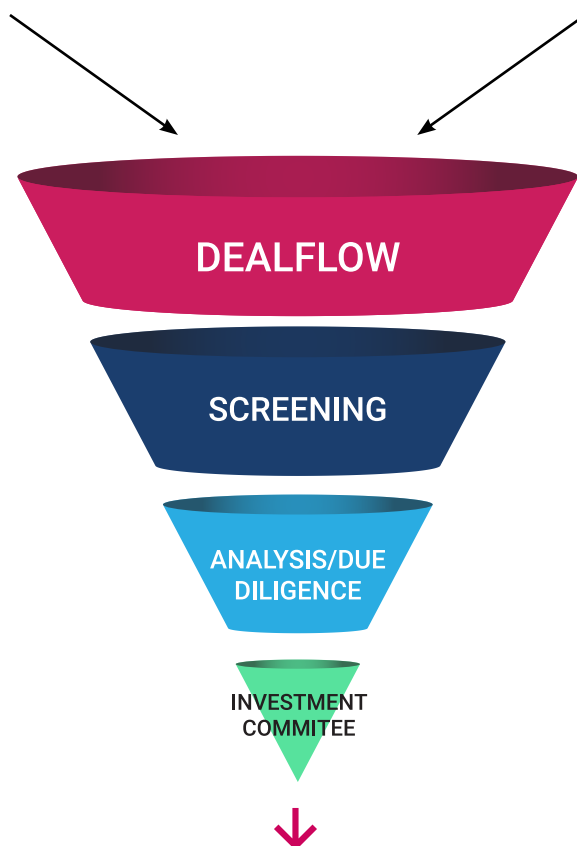 DEALFLOW
SCREENING
ANALYSIS/DUE
DILIGENCE
INVESTMENT
COMMITEE